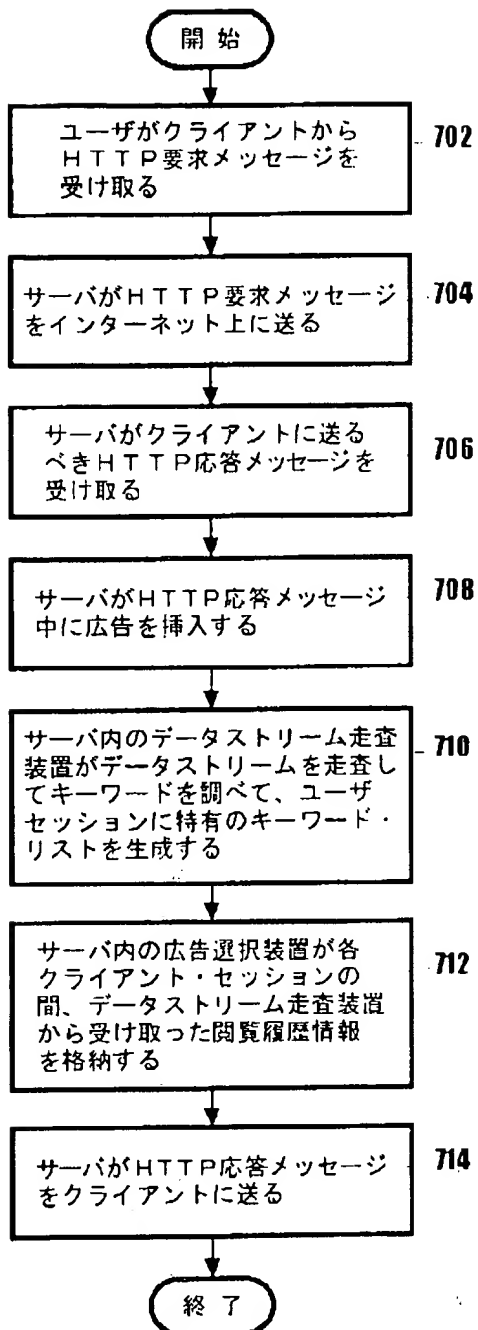 開始
ユーザがクライアントから
HTTP要求メッセージを
受け取る
702
サーバがHTTP要求メッセージ
をインターネット上に送る
704
サーバがクライアントに送る
べきHTTP応答メッセージを
受け取る
706
サーバがHTTP応答メッセージ
中に広告を挿入する
708
サーバ内のデータストリーム走査
装置がデータストリームを走査し
てキーワードを調べて、ユーザ
セッションに特有のキーワード・
リストを生成する
710
サーバ内の広告選択装置が各
クライアント・セッションの
間、データストリーム走査装置
から受け取った閲覧履歴情報
を格納する
712
サーバがHTTP応答メッセージ
をクライアントに送る
714
終了